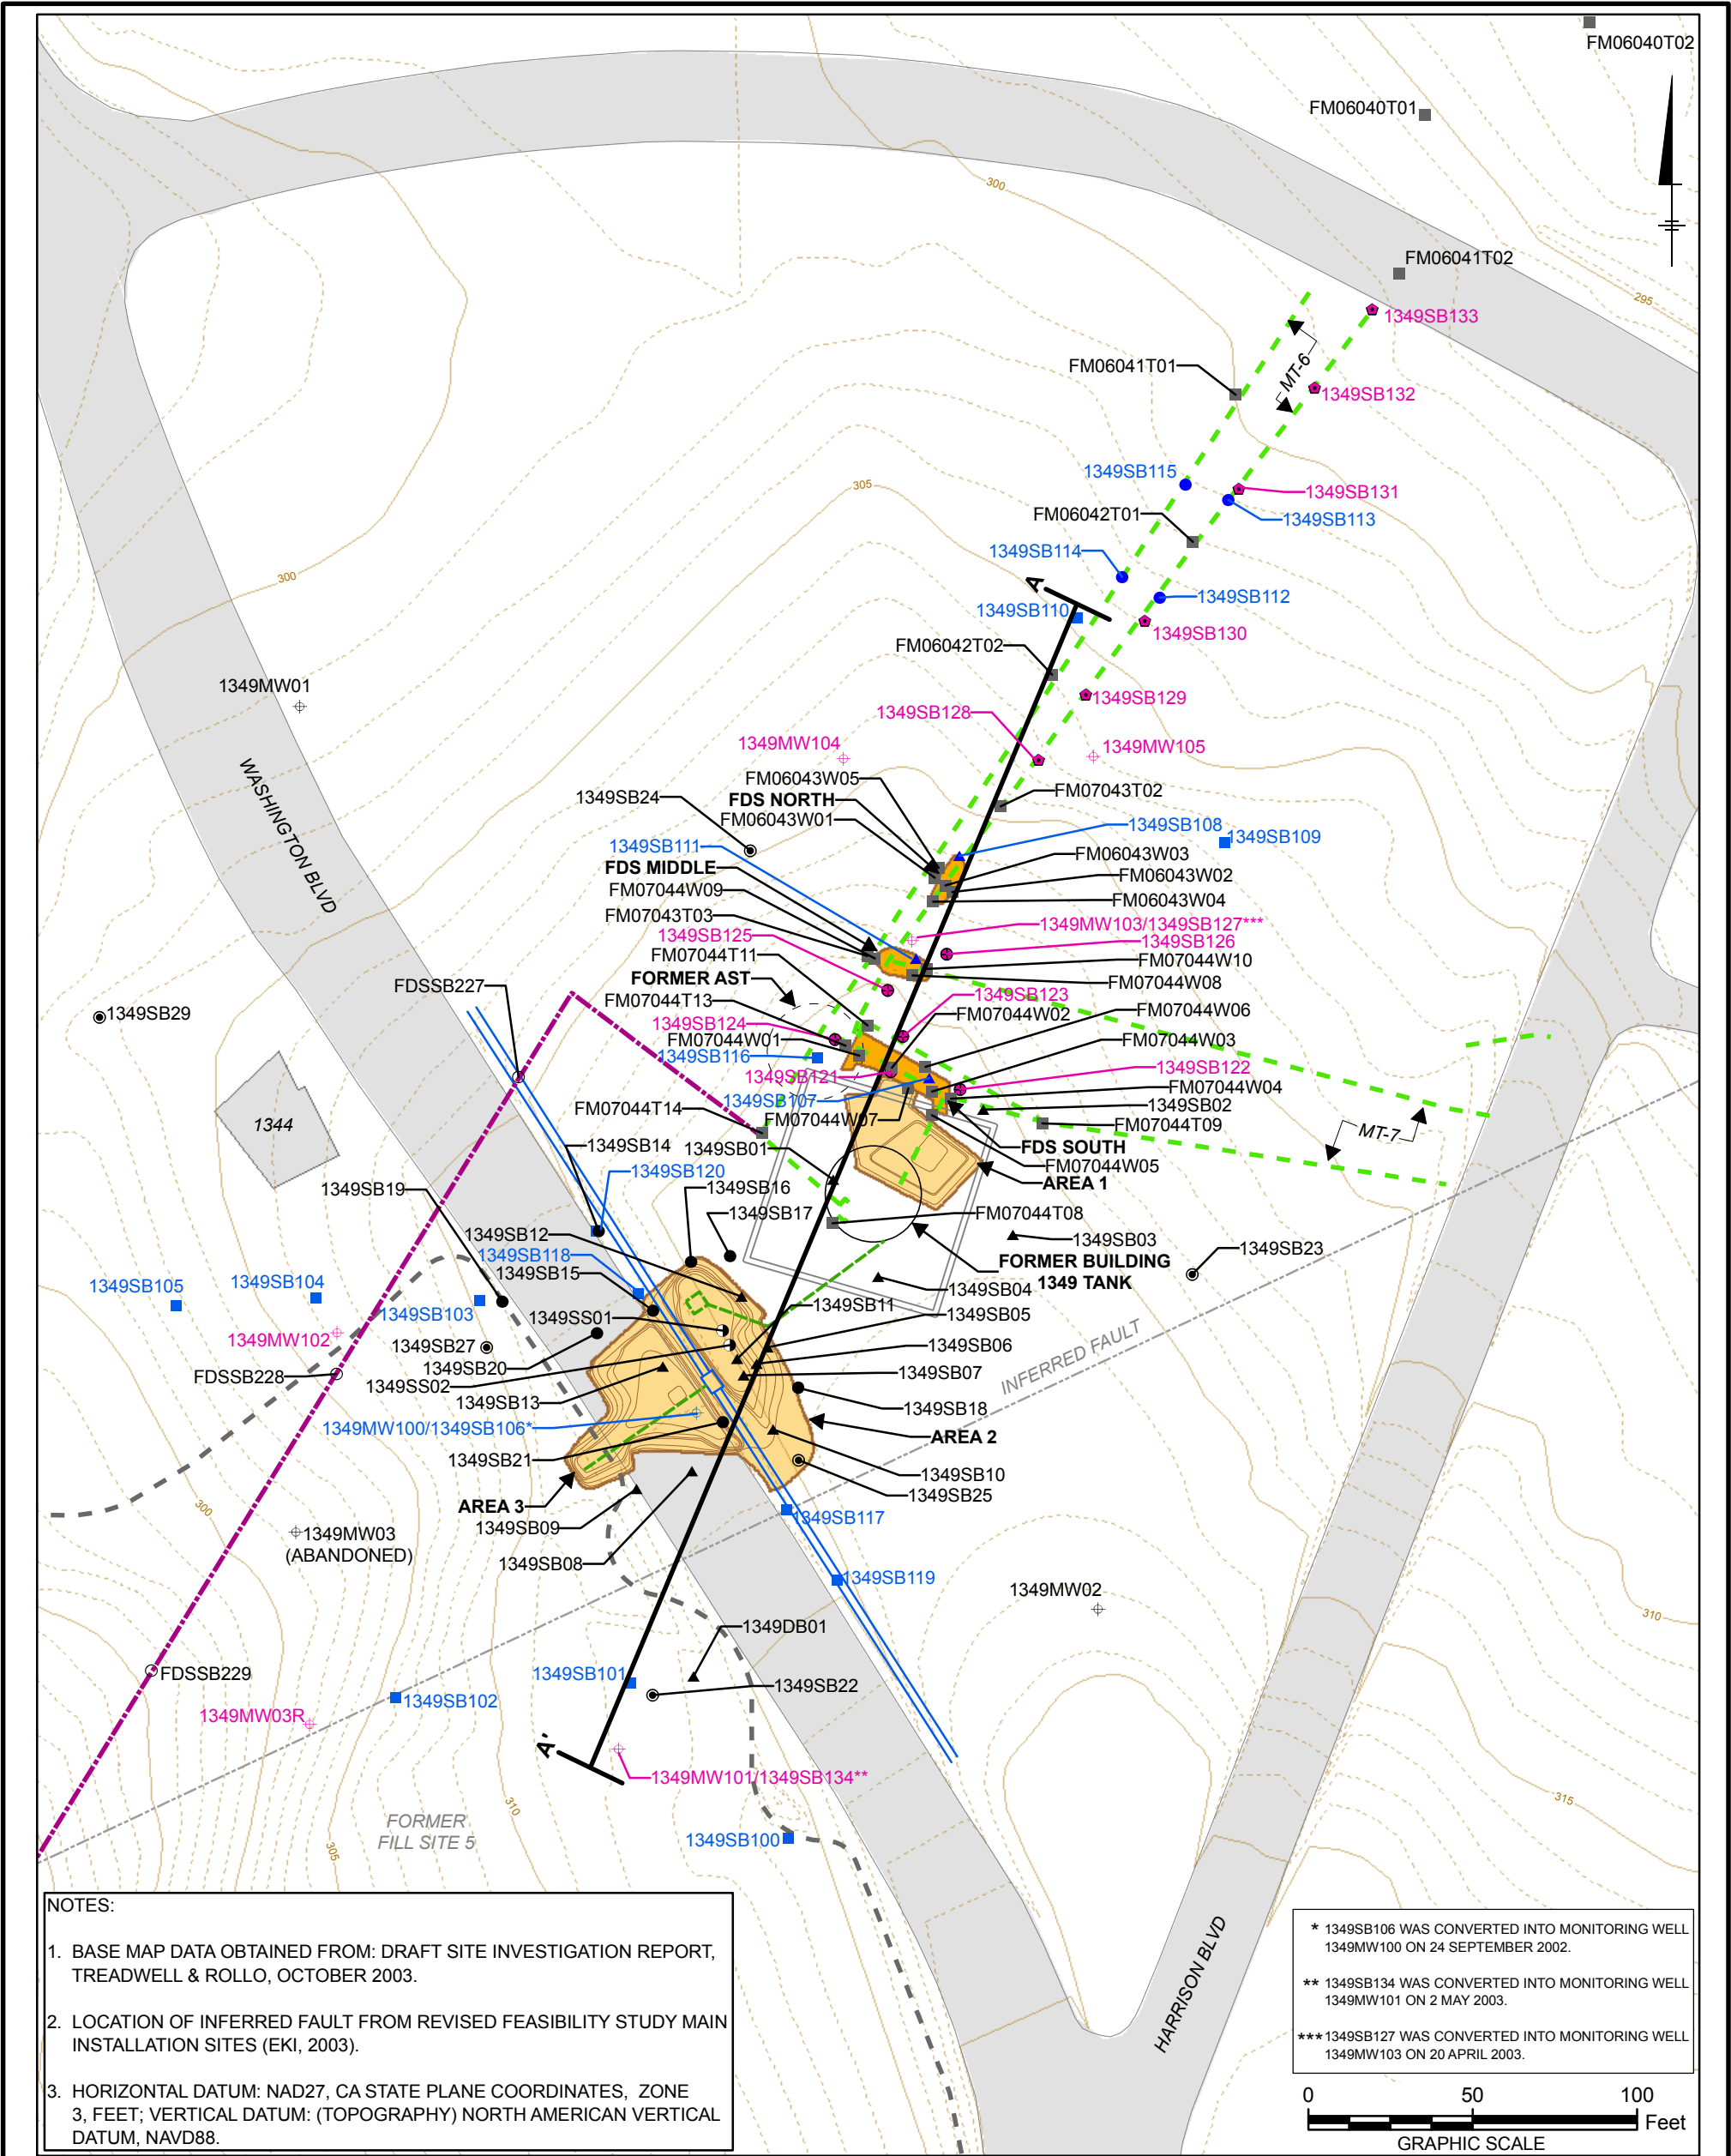 FM06040T02
FM06040T01
300
FM06041T02
295
1349SB133
MT-6
FM06041T01
1349SB132
1349SB115
305
1349SB131
FM06042T01
1349SB113
1349SB114
300
A
1349SB112
1349SB110
1349SB130
FM06042T02
1349MW01
1349SB129
1349SB128
1349MW104
1349MW105
WASHINGTON BLVD
FM06043W05
FM07043T02
1349SB24
FDS NORTH
FM06043W01
1349SB108
1349SB109
1349SB111
FM06043W03
FDS MIDDLE
FM06043W02
FM07044W09
FM06043W04
FM07043T03
1349MW103/1349SB127***
1349SB125
1349SB126
FM07044T11
FM07044W10
FORMER AST
FM07044W08
FDSSB227
1349SB123
FM07044T13
FM07044W06
1349SB29
1349SB124
FM07044W02
FM07044W01
FM07044W03
1349SB116
1349SB122
1349SB121
FM07044W04
1349SB107
1349SB02
FM07044T14
FM07044W07
FM07044T09
1344
MT-7
1349SB14
1349SB01
FDS SOUTH
FM07044W05
1349SB120
AREA 1
1349SB19
1349SB16
1349SB17
FM07044T08
1349SB12
1349SB03
1349SB118
1349SB23
FORMER BUILDING
1349 TANK
1349SB15
1349SB105
1349SB104
1349SB04
1349SB103
1349SB11
1349SS01
1349SB05
1349MW102
1349SB27
1349SB06
1349SB20
INFERRED FAULT
FDSSB228
1349SS02
1349SB07
1349SB13
1349SB18
1349MW100/1349SB106*
AREA 2
1349SB21
1349SB10
1349SB25
AREA 3
300
1349SB117
1349SB09
1349MW03
(ABANDONED)
1349SB08
1349SB119
1349MW02
310
1349DB01
FDSSB229
1349SB101
1349SB22
1349SB102
1349MW03R
A'
1349MW101/1349SB134**
315
310
FORMER
FILL SITE 5
305
1349SB100
HARRISON BLVD
NOTES:
1. BASE MAP DATA OBTAINED FROM: DRAFT SITE INVESTIGATION REPORT,
TREADWELL & ROLLO, OCTOBER 2003.
2. LOCATION OF INFERRED FAULT FROM REVISED FEASIBILITY STUDY MAIN
INSTALLATION SITES (EKI, 2003).
3. HORIZONTAL DATUM: NAD27, CA STATE PLANE COORDINATES, ZONE
3, FEET; VERTICAL DATUM: (TOPOGRAPHY) NORTH AMERICAN VERTICAL
DATUM, NAVD88.
* 1349SB106 WAS CONVERTED INTO MONITORING WELL
1349MW100 ON 24 SEPTEMBER 2002.
** 1349SB134 WAS CONVERTED INTO MONITORING WELL
1349MW101 ON 2 MAY 2003.
*** 1349SB127 WAS CONVERTED INTO MONITORING WELL
1349MW103 ON 20 APRIL 2003.
0 50 100
Feet
GRAPHIC SCALE